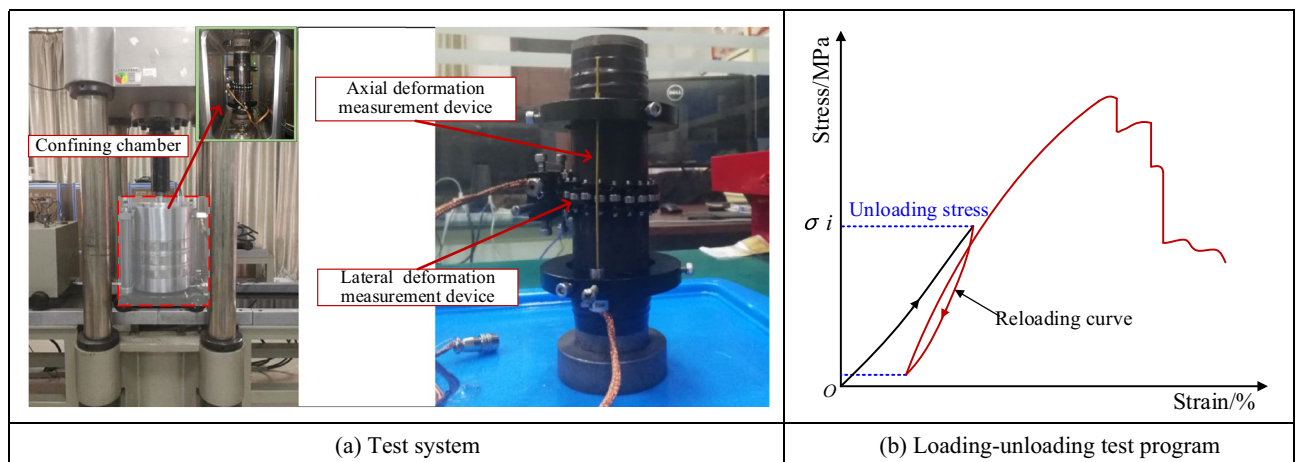 Confining chamber
Axial deformation
measurement device
DELL
Lateral deformation
measurement device
(a) Test system
Stress/MPa
Unloading stress
σ i
Reloading curve
O
Strain/%
(b) Loading-unloading test program